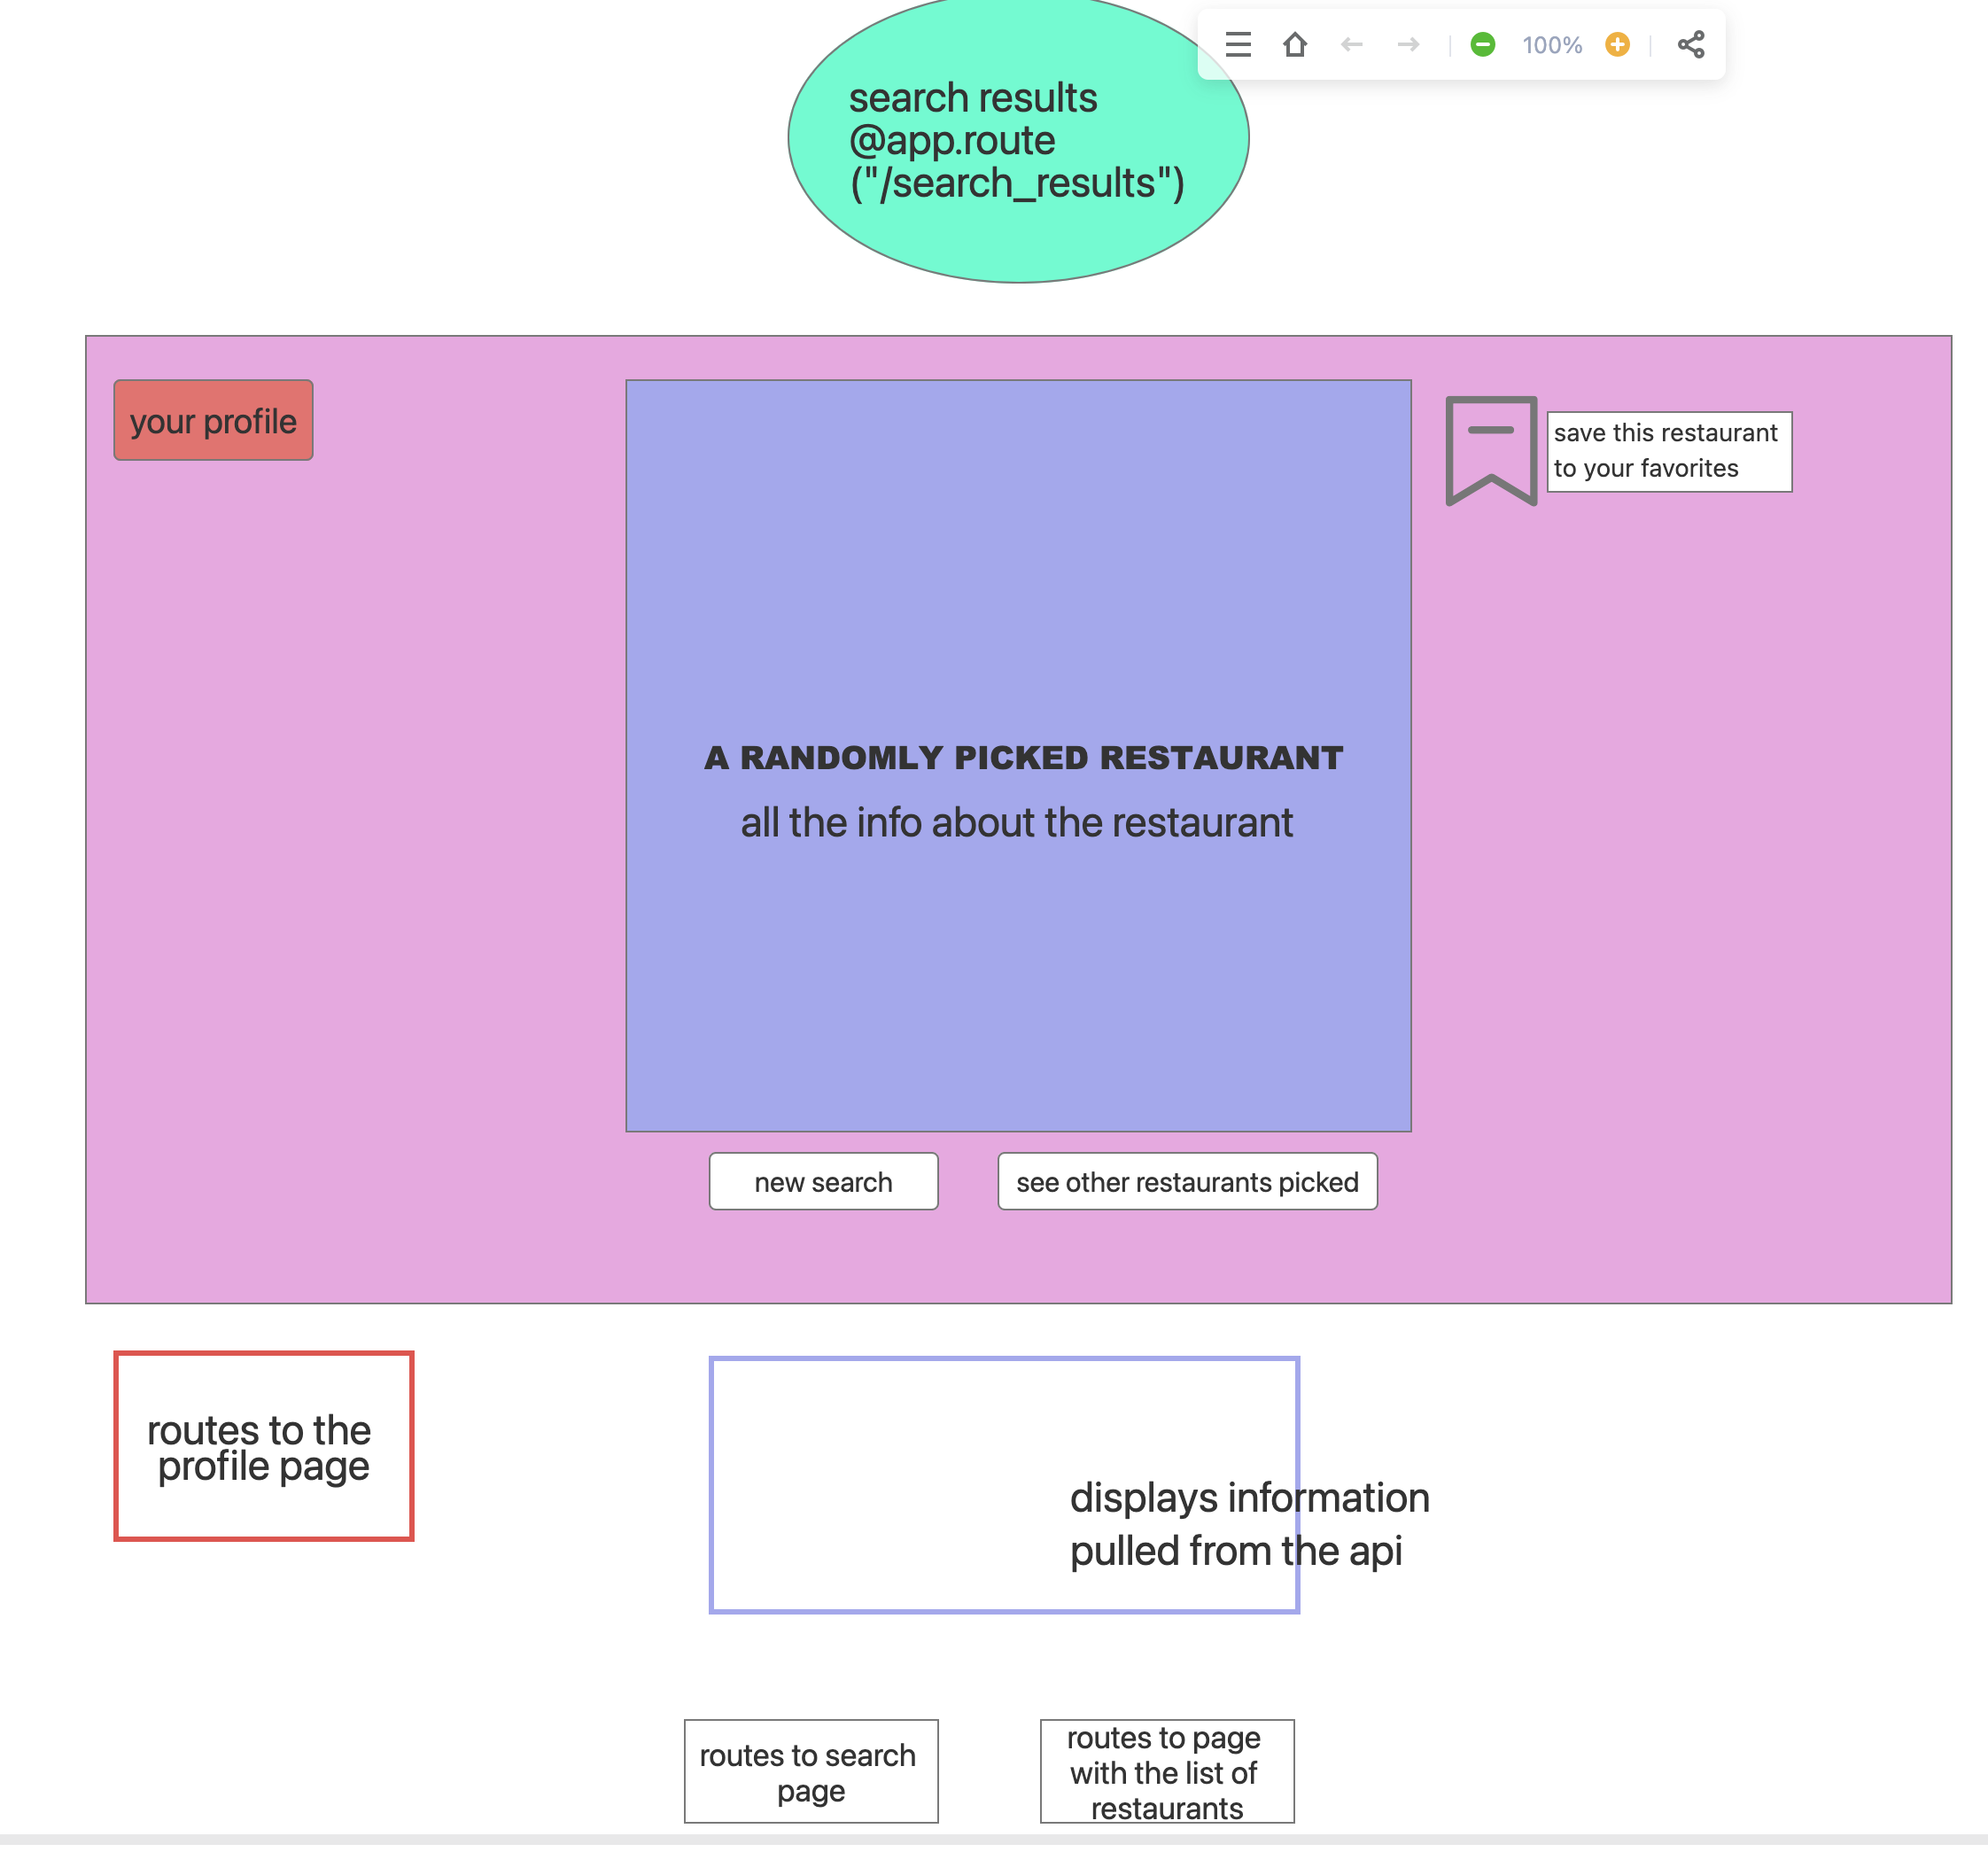 100%
search results
@app.route
("/search_results")
your profile
save this restaurant
to your favorites
A RANDOMLY PICKED RESTAURANT
all the info about the restaurant
new search
see other restaurants picked
routes to the
profile page
displays information
pulled from the api
routes to search
page
routes to page
with the list of
restaurants